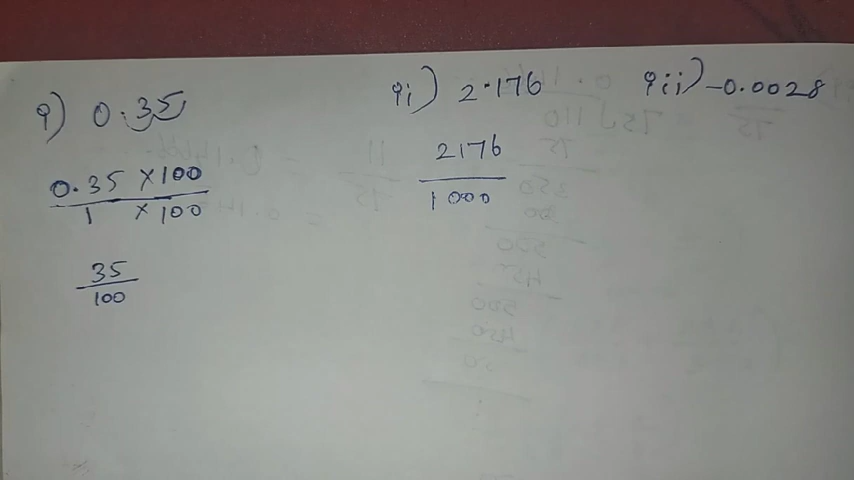 i) 0.35
0.35 × 100
1 × 100
35
100
ii) 2.176
2176
1000
iii) -0.0028